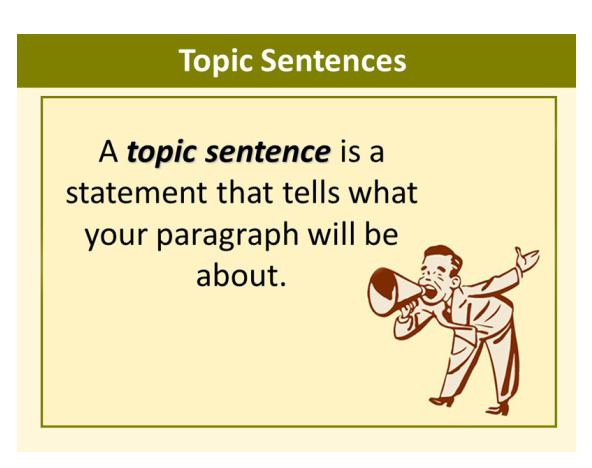 Topic Sentences
A topic sentence is a
statement that tells what
your paragraph will be
about.